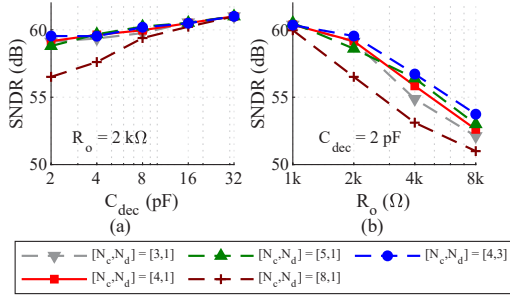 SNDR (dB)
60
55
50
R_o = 2 kΩ
2 4 8 16 32
C_dec (pF)
(a)
SNDR (dB)
60
55
50
C_dec = 2 pF
1k 2k 4k 8k
R_o (Ω)
(b)
[N_c,N_d] = [3,1] [N_c,N_d] = [5,1] [N_c,N_d] = [4,3]
[N_c,N_d] = [4,1] [N_c,N_d] = [8,1]